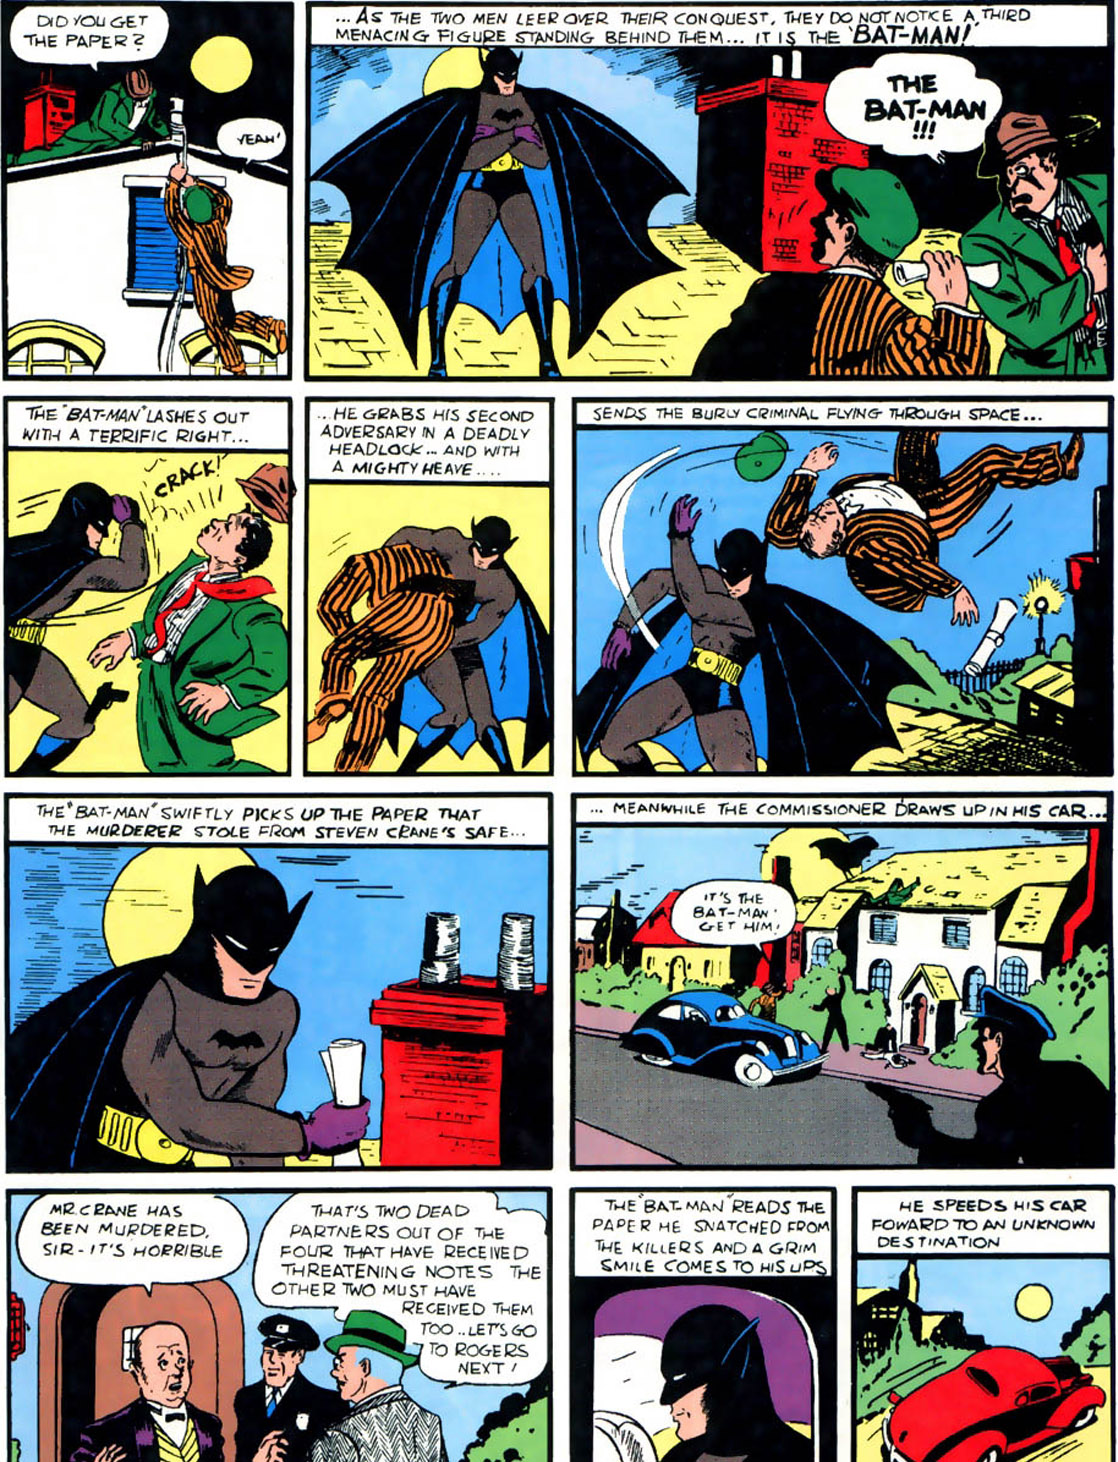 DID YOU GET
THE PAPER?
YEAH!
...AS THE TWO MEN LEER OVER THEIR CONQUEST, THEY DO NOT NOTICE A THIRD
MENACING FIGURE STANDING BEHIND THEM... IT IS THE 'BAT-MAN!'
THE
BAT-MAN
!!!
THE "BAT-MAN" LASHES OUT
WITH A TERRIFIC RIGHT...
CRACK!
...HE GRABS HIS SECOND
ADVERSARY IN A DEADLY
HEADLOCK... AND WITH
A MIGHTY HEAVE....
SENDS THE BURLY CRIMINAL FLYING THROUGH SPACE...
THE "BAT-MAN" SWIFTLY PICKS UP THE PAPER THAT
THE MURDERER STOLE FROM STEVEN CRANE'S SAFE...
... MEANWHILE THE COMMISSIONER DRAWS UP IN HIS CAR...
IT'S THE
BAT-MAN!
GET HIM!
MR. CRANE HAS
BEEN MURDERED,
SIR - IT'S HORRIBLE
THAT'S TWO DEAD
PARTNERS OUT OF THE
FOUR THAT HAVE RECEIVED
THREATENING NOTES THE
OTHER TWO MUST HAVE
RECEIVED THEM
TOO.. LET'S GO
TO ROGERS
NEXT!
THE "BAT-MAN" READS THE
PAPER HE SNATCHED FROM
THE KILLERS AND A GRIM
SMILE COMES TO HIS LIPS
HE SPEEDS HIS CAR
FOWARD TO AN UNKNOWN
DESTINATION